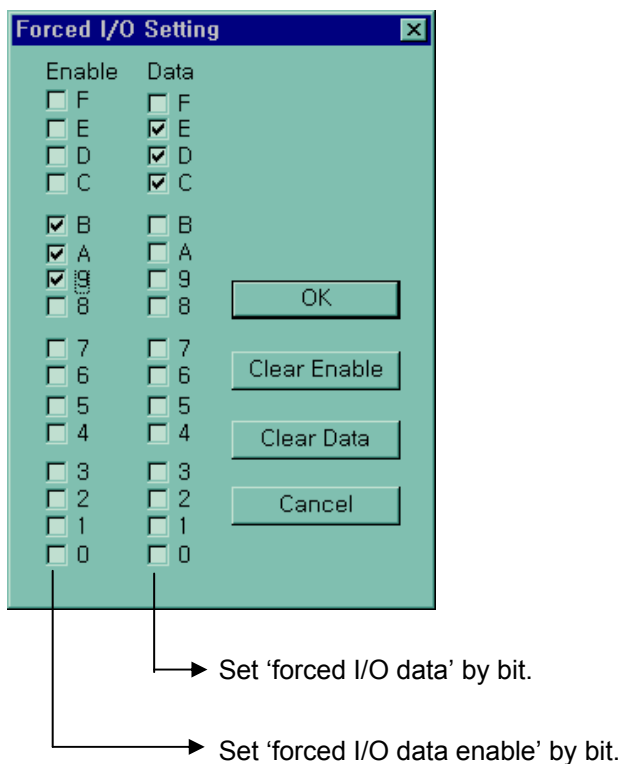 Forced I/O Setting
Enable Data
F F
E E
D D
C C
B B
A A
9 9
8 8
OK
7 7
6 6
Clear Enable
5 5
4 4
Clear Data
3 3
2 2
Cancel
1 1
0 0
Set ‘forced I/O data’ by bit.
Set ‘forced I/O data enable’ by bit.